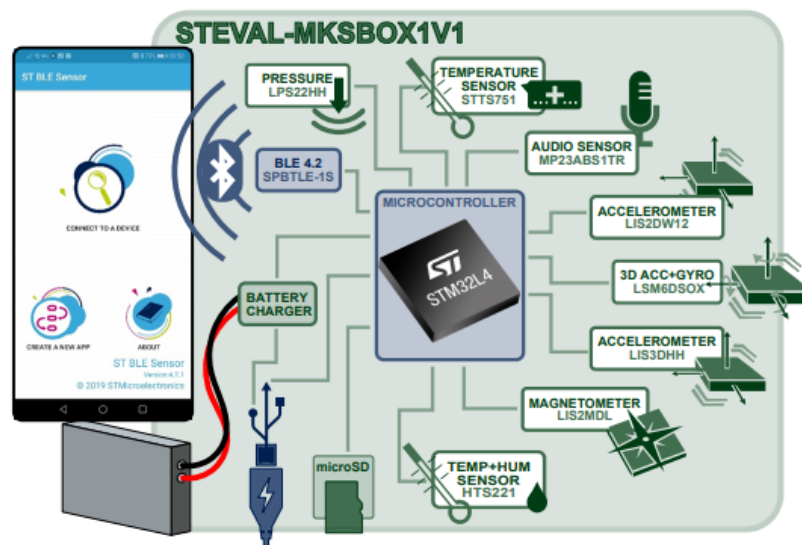 STEVAL-MKSBOX1V1
ST BLE Sensor
CONNECT TO A DEVICE
CREATE A NEW APP
ABOUT
ST BLE Sensor
Version 4.2.1
© 2019 STMicroelectronics
PRESSURE
LPS22HH
TEMPERATURE
SENSOR
STTS751
AUDIO SENSOR
MP23ABS1TR
BLE 4.2
SPBTLE-1S
MICROCONTROLLER
ST
STM32L4
ACCELEROMETER
LIS2DW12
3D ACC+GYRO
LSM6DSOX
BATTERY
CHARGER
ACCELEROMETER
LIS3DHH
MAGNETOMETER
LIS2MDL
microSD
TEMP+HUM
SENSOR
HTS221